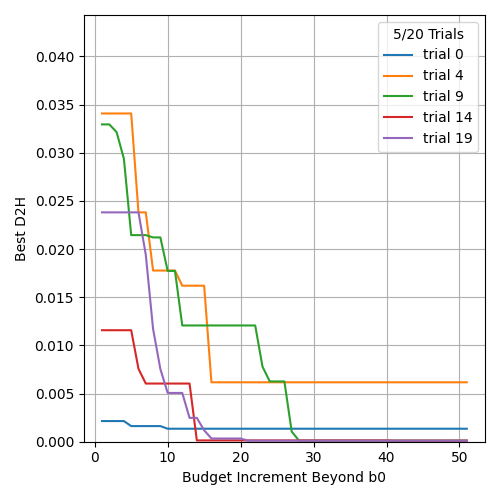 5/20 Trials
trial 0
trial 4
trial 9
trial 14
trial 19
Best D2H
0.040
0.035
0.030
0.025
0.020
0.015
0.010
0.005
0.000
0 10 20 30 40 50
Budget Increment Beyond b0